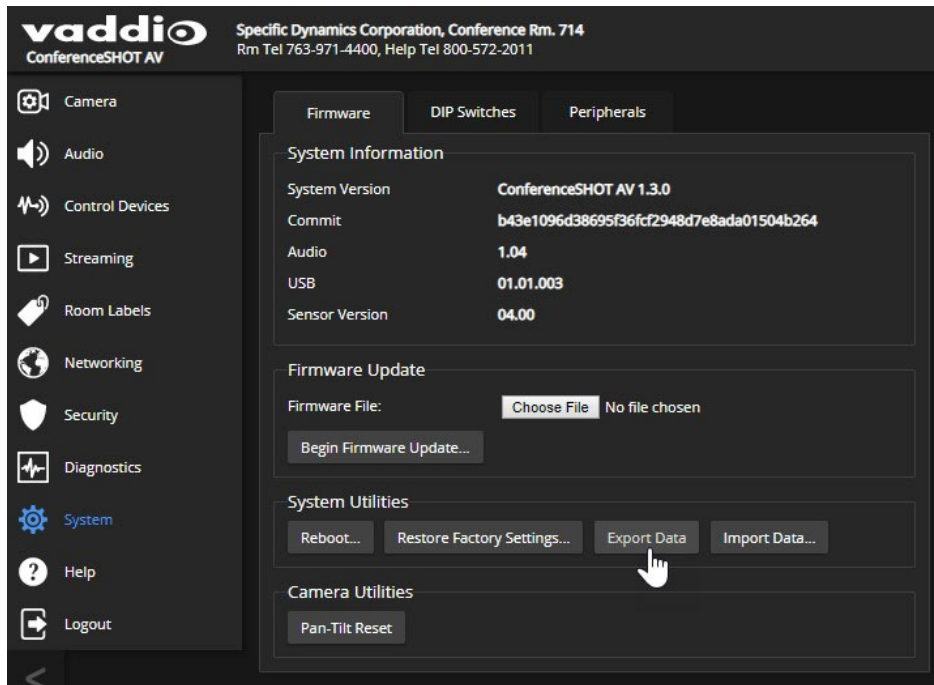 vaddio
ConferenceSHOT AV
Specific Dynamics Corporation, Conference Rm. 714
Rm Tel 763-971-4400, Help Tel 800-572-2011
Camera
Audio
Control Devices
Streaming
Room Labels
Networking
Security
Diagnostics
System
Help
Logout
<
Firmware DIP Switches Peripherals
System Information
System Version ConferenceSHOT AV 1.3.0
Commit b43e1096d38695f36fcf2948d7e8ada01504b264
Audio 1.04
USB 01.01.003
Sensor Version 04.00
Firmware Update
Firmware File: Choose File No file chosen
Begin Firmware Update...
System Utilities
Reboot... Restore Factory Settings... Export Data Import Data...
Camera Utilities
Pan-Tilt Reset